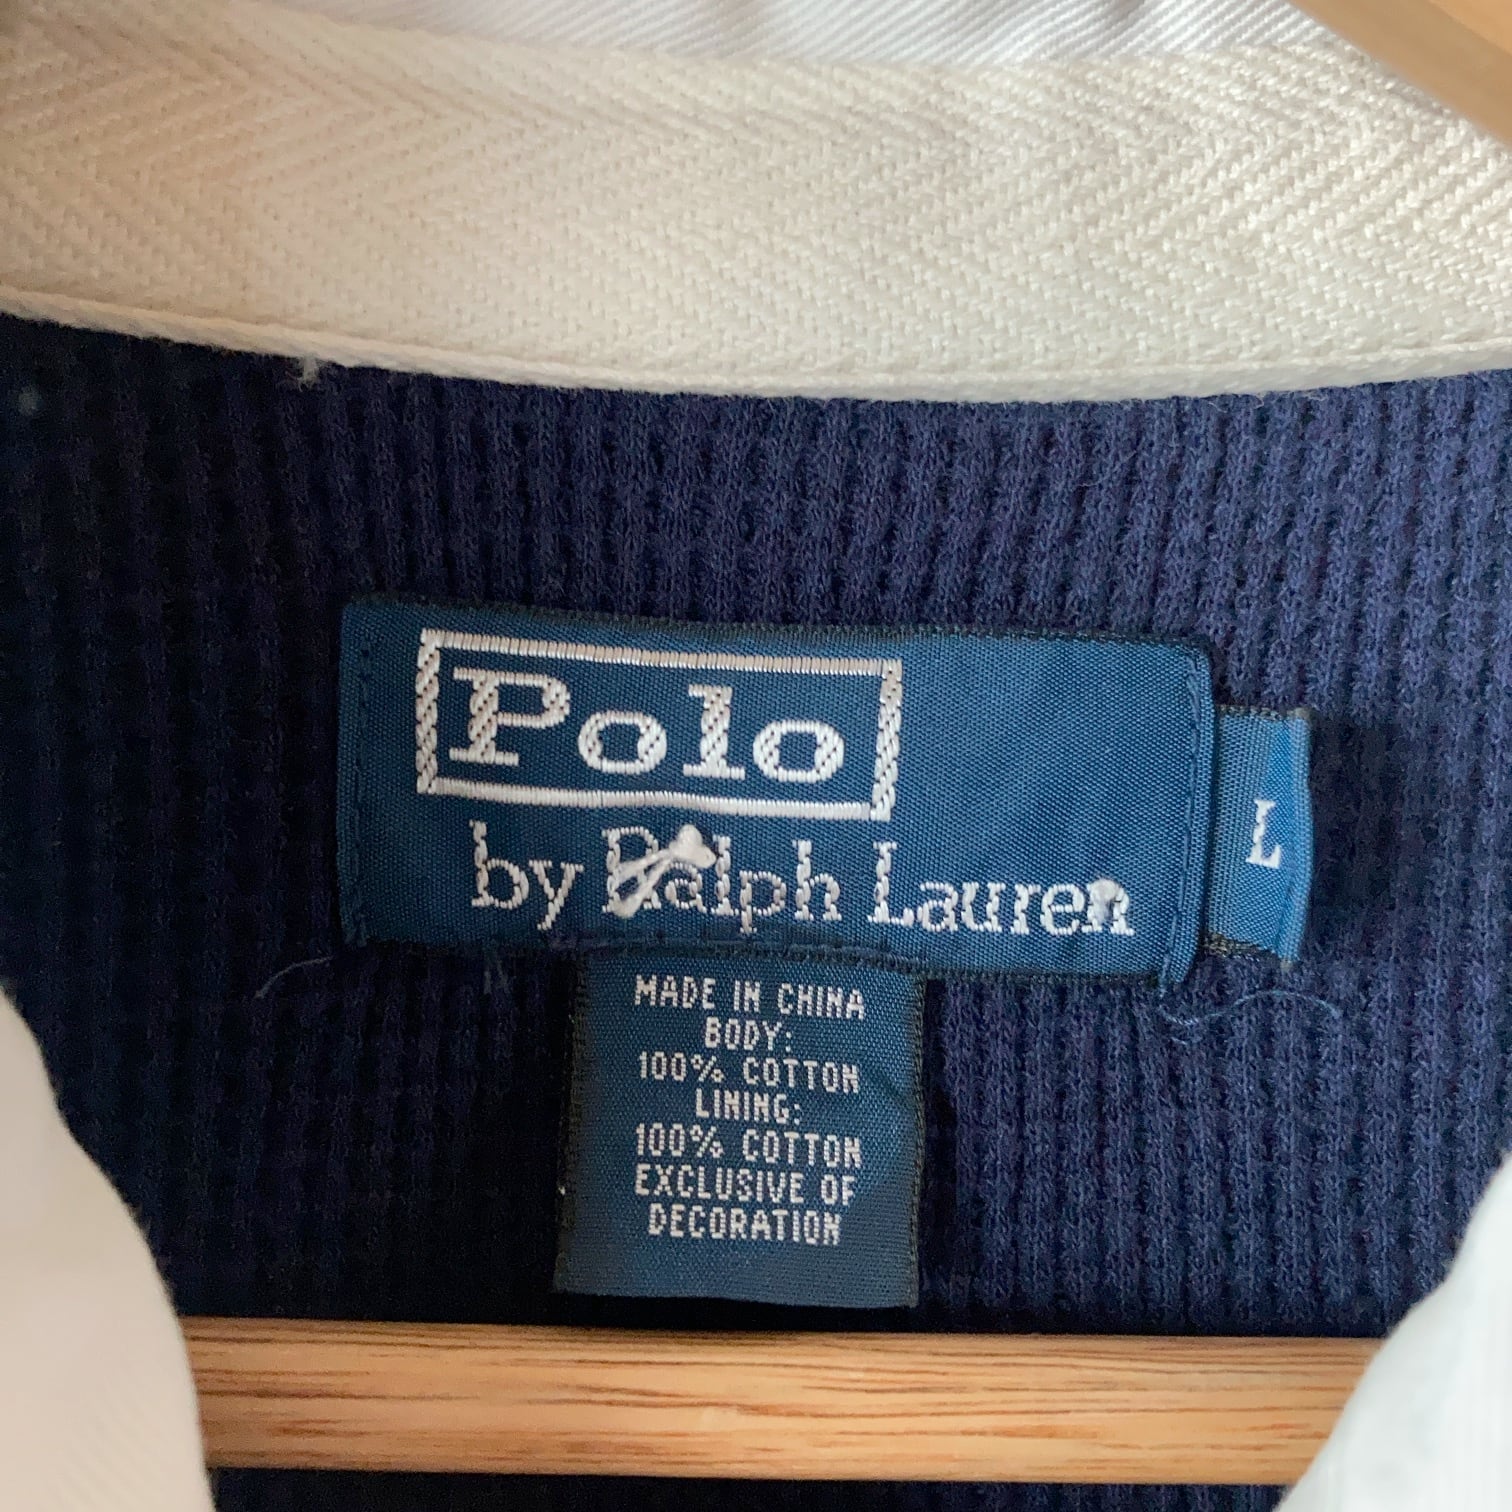 Polo
by Ralph Lauren
L
MADE IN CHINA
BODY:
100% COTTON
LINING:
100% COTTON
EXCLUSIVE OF
DECORATION